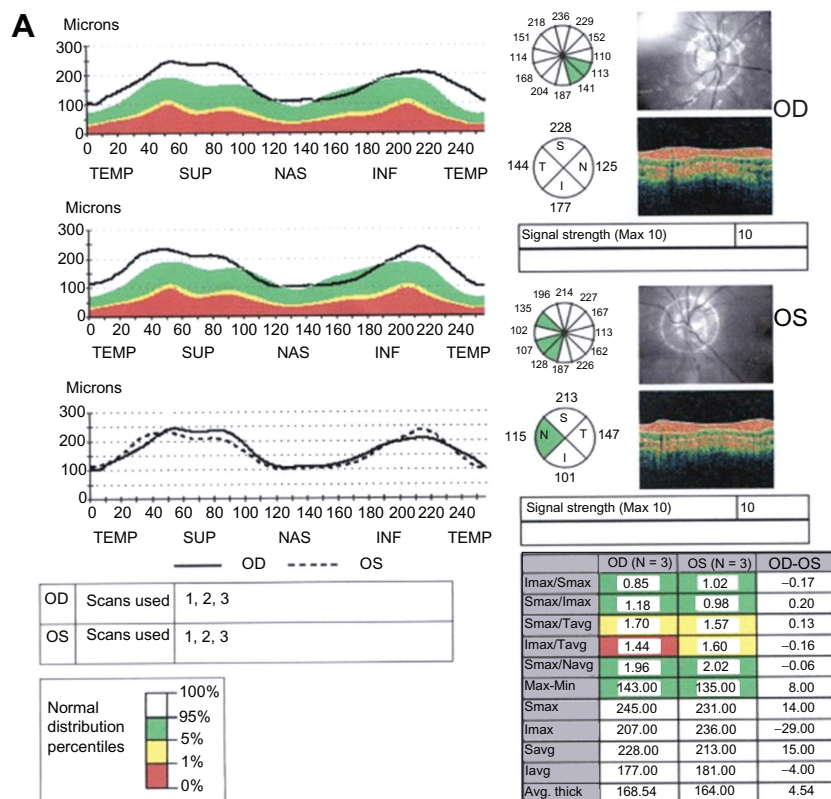 A
Microns
300
200
100
0
0 20 40 60 80 100 120 140 160 180 200 220 240
TEMP SUP NAS INF TEMP
236
218 229
151 152
114 110
168 113
204 141
187
228
S
144 T N 125
I
177
OD
Signal strength (Max 10) 10
Microns
300
200
100
0
0 20 40 60 80 100 120 140 160 180 200 220 240
TEMP SUP NAS INF TEMP
214
196 227
135 167
102 113
107 162
128 226
187
213
S
115 N T 147
I
101
OS
Signal strength (Max 10) 10
Microns
300
200
100
0
0 20 40 60 80 100 120 140 160 180 200 220 240
TEMP SUP NAS INF TEMP
OD OS
OD Scans used 1, 2, 3
OS Scans used 1, 2, 3
Normal
distribution
percentiles
100%
95%
5%
1%
0%
OD (N = 3) OS (N = 3) OD-OS
Imax/Smax 0.85 1.02 –0.17
Smax/Imax 1.18 0.98 0.20
Smax/Tavg 1.70 1.57 0.13
Imax/Tavg 1.44 1.60 –0.16
Smax/Navg 1.96 2.02 –0.06
Max-Min 143.00 135.00 8.00
Smax 245.00 231.00 14.00
Imax 207.00 236.00 –29.00
Savg 228.00 213.00 15.00
Iavg 177.00 181.00 –4.00
Avg. thick 168.54 164.00 4.54